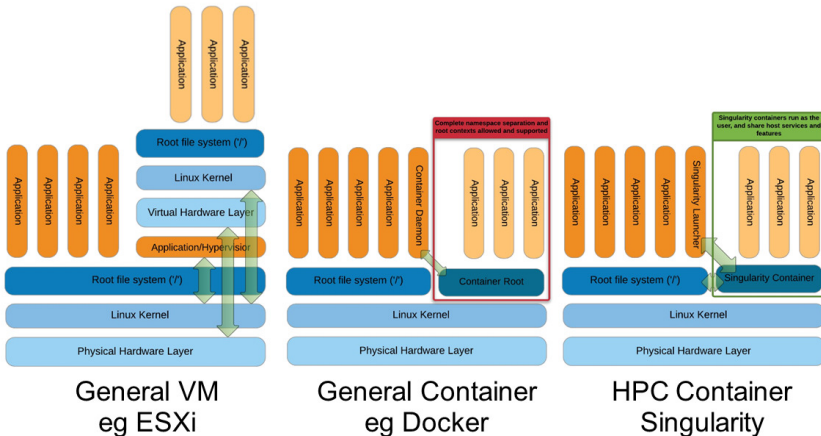 Application
Application
Application
Root file system ('/')
Linux Kernel
Virtual Hardware Layer
Application/Hypervisior
Application
Application
Application
Application
Root file system ('/')
Linux Kernel
Physical Hardware Layer
General VM
eg ESXi
Complete namespace separation and
root contexts allowed and supported
Application
Application
Application
Application
Application
Container Daemon
Application
Application
Application
Root file system ('/')
Container Root
Linux Kernel
Physical Hardware Layer
General Container
eg Docker
Singularity containers run as the
user, and share host services and
features
Application
Application
Application
Application
Application
Singularity Launcher
Application
Application
Application
Root file system ('/')
Singularity Container
Linux Kernel
Physical Hardware Layer
HPC Container
Singularity